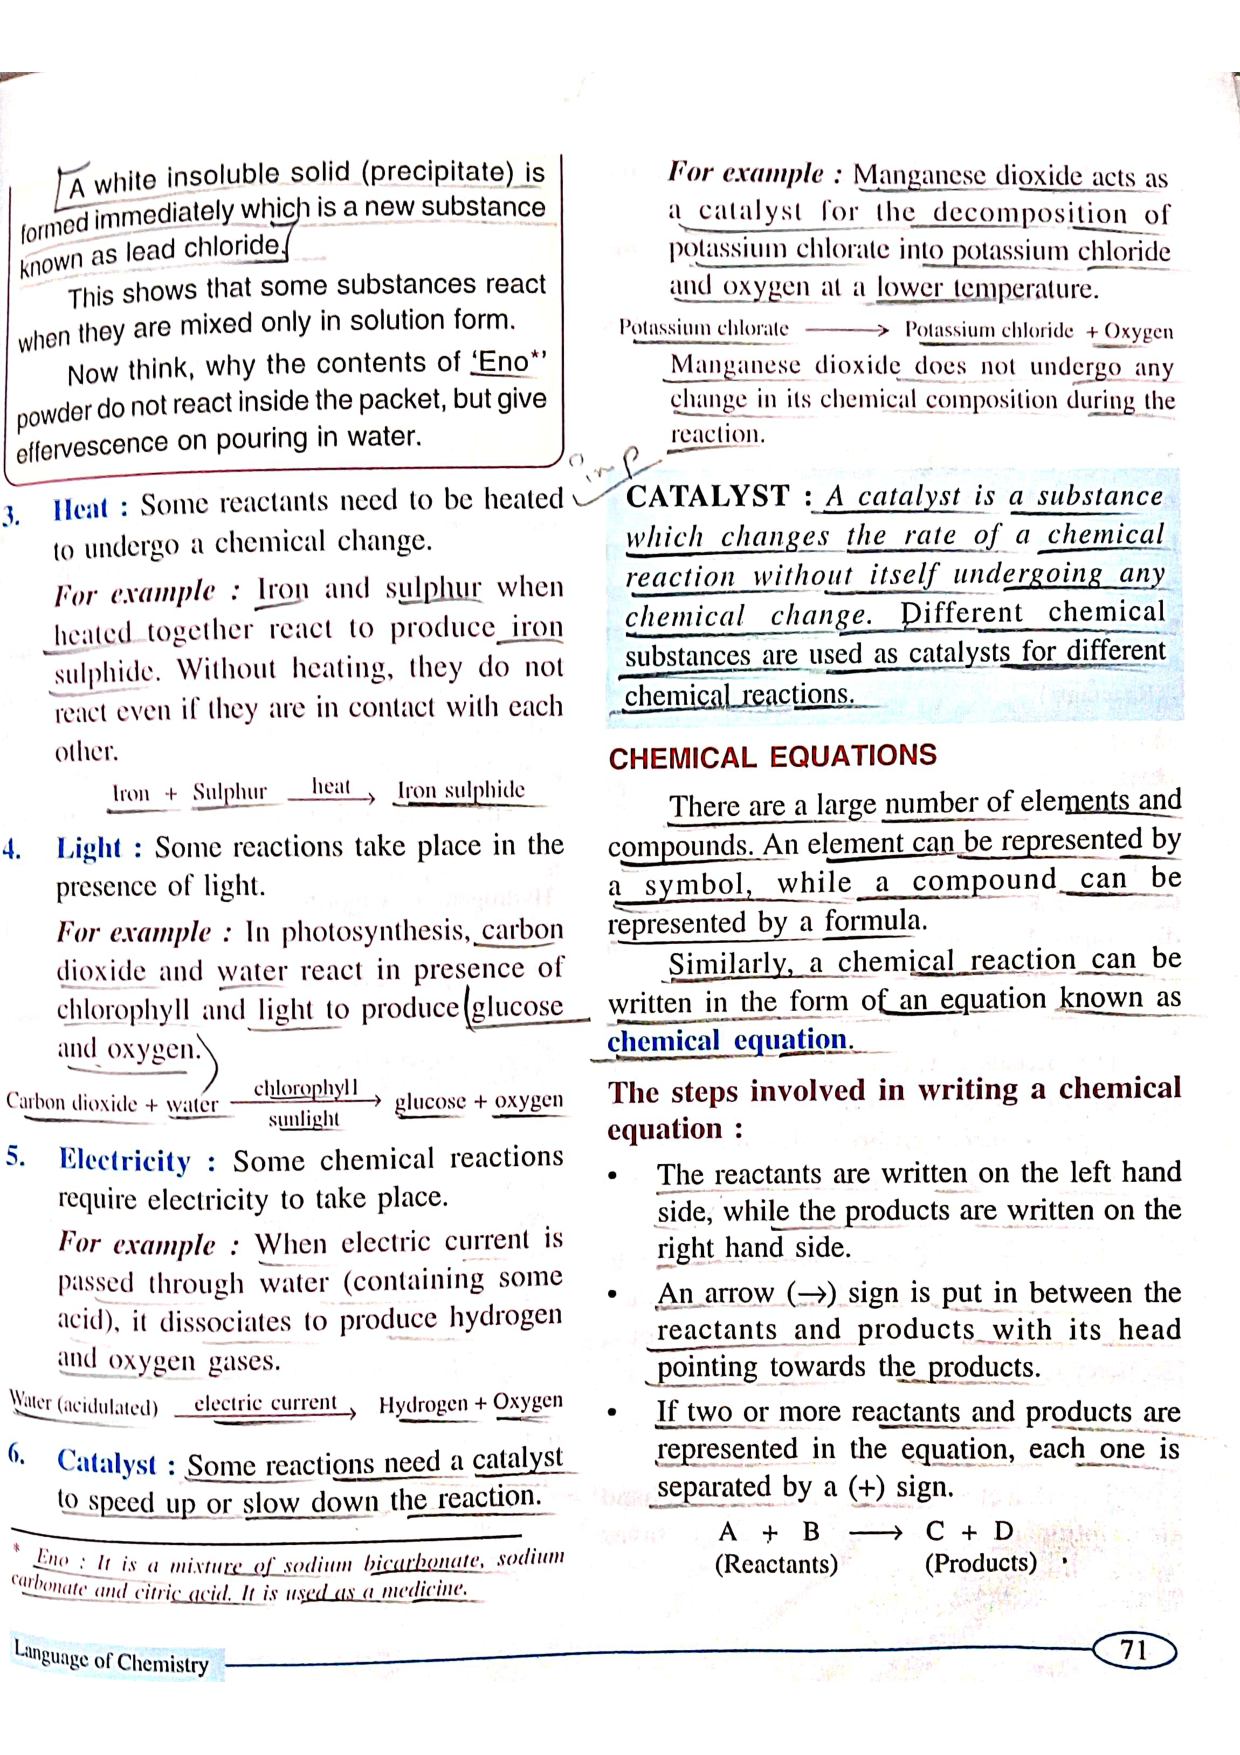 A white insoluble solid (precipitate) is
formed immediately which is a new substance
known as lead chloride.
This shows that some substances react
when they are mixed only in solution form.
Now think, why the contents of ‘Eno*’
powder do not react inside the packet, but give
effervescence on pouring in water.
3. Heat : Some reactants need to be heated
to undergo a chemical change.
For example : Iron and sulphur when
heated together react to produce iron
sulphide. Without heating, they do not
react even if they are in contact with each
other.
Iron + Sulphur heat → Iron sulphide
4. Light : Some reactions take place in the
presence of light.
For example : In photosynthesis, carbon
dioxide and water react in presence of
chlorophyll and light to produce glucose
and oxygen.
chlorophyll
Carbon dioxide + water → glucose + oxygen
sunlight
5. Electricity : Some chemical reactions
require electricity to take place.
For example : When electric current is
passed through water (containing some
acid), it dissociates to produce hydrogen
and oxygen gases.
Water (acidulated) electric current → Hydrogen + Oxygen
6. Catalyst : Some reactions need a catalyst
to speed up or slow down the reaction.
* Eno : It is a mixture of sodium bicarbonate, sodium
carbonate and citric acid. It is used as a medicine.
For example : Manganese dioxide acts as
a catalyst for the decomposition of
potassium chlorate into potassium chloride
and oxygen at a lower temperature.
Potassium chlorate → Potassium chloride + Oxygen
Manganese dioxide does not undergo any
change in its chemical composition during the
reaction.
imp
CATALYST : A catalyst is a substance
which changes the rate of a chemical
reaction without itself undergoing any
chemical change. Different chemical
substances are used as catalysts for different
chemical reactions.
CHEMICAL EQUATIONS
There are a large number of elements and
compounds. An element can be represented by
a symbol, while a compound can be
represented by a formula.
Similarly, a chemical reaction can be
written in the form of an equation known as
chemical equation.
The steps involved in writing a chemical
equation :
• The reactants are written on the left hand
side, while the products are written on the
right hand side.
• An arrow (→) sign is put in between the
reactants and products with its head
pointing towards the products.
• If two or more reactants and products are
represented in the equation, each one is
separated by a (+) sign.
A + B → C + D
(Reactants) (Products)
Language of Chemistry
71